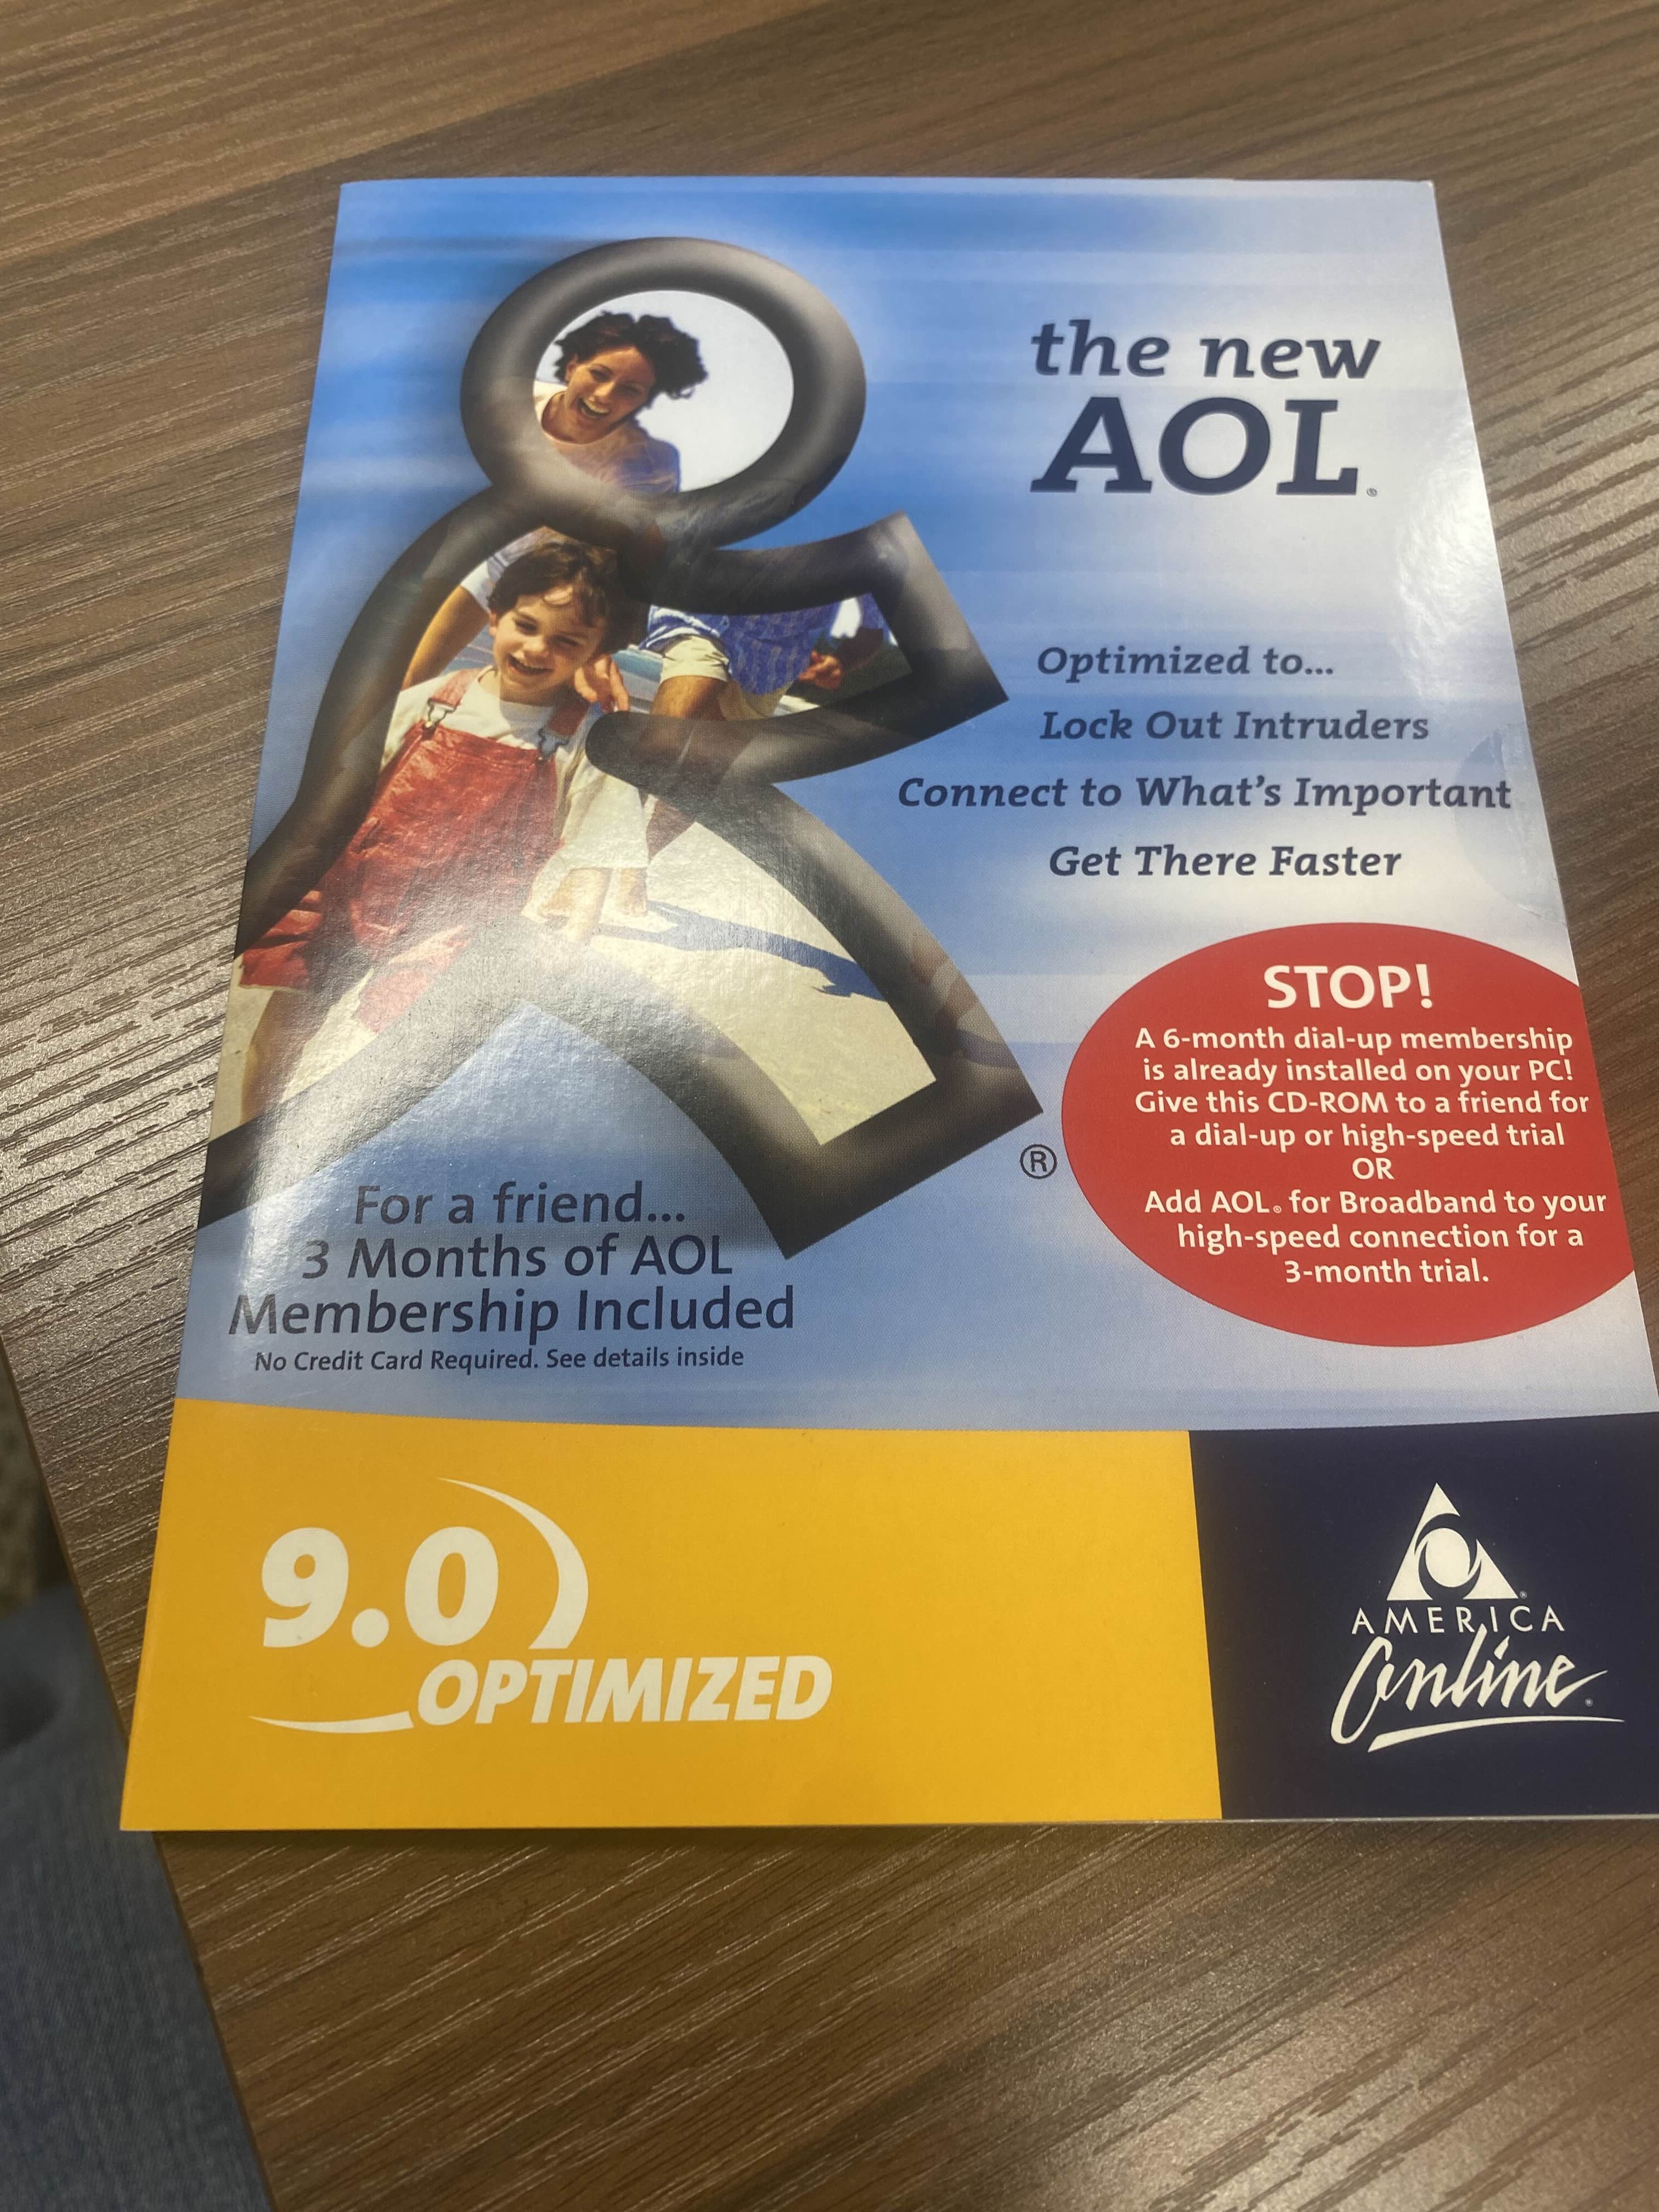 the new
AOL®
Optimized to...
Lock Out Intruders
Connect to What's Important
Get There Faster
STOP!
A 6-month dial-up membership
is already installed on your PC!
Give this CD-ROM to a friend for
a dial-up or high-speed trial
OR
Add AOL® for Broadband to your
high-speed connection for a
3-month trial.
®
For a friend...
3 Months of AOL
Membership Included
No Credit Card Required. See details inside
9.0
OPTIMIZED
AMERICA
Online®